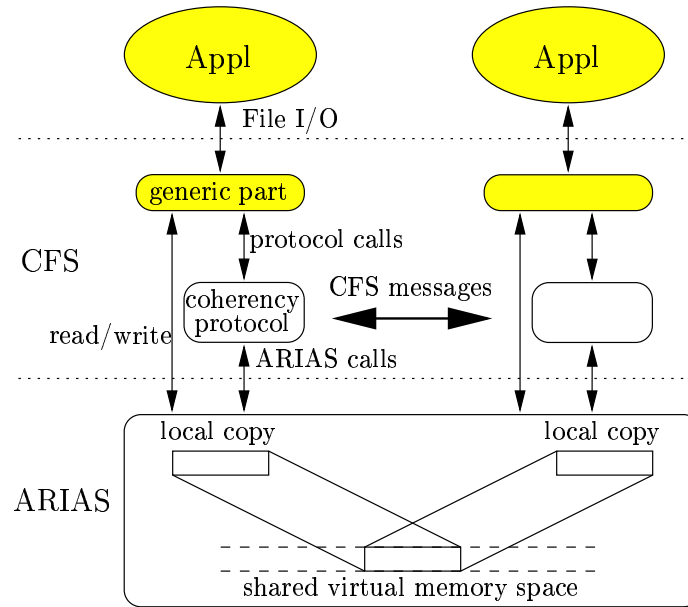 Appl
Appl
File I/O
generic part
protocol calls
CFS
CFS messages
coherency
protocol
read/write
ARIAS calls
local copy
local copy
ARIAS
shared virtual memory space